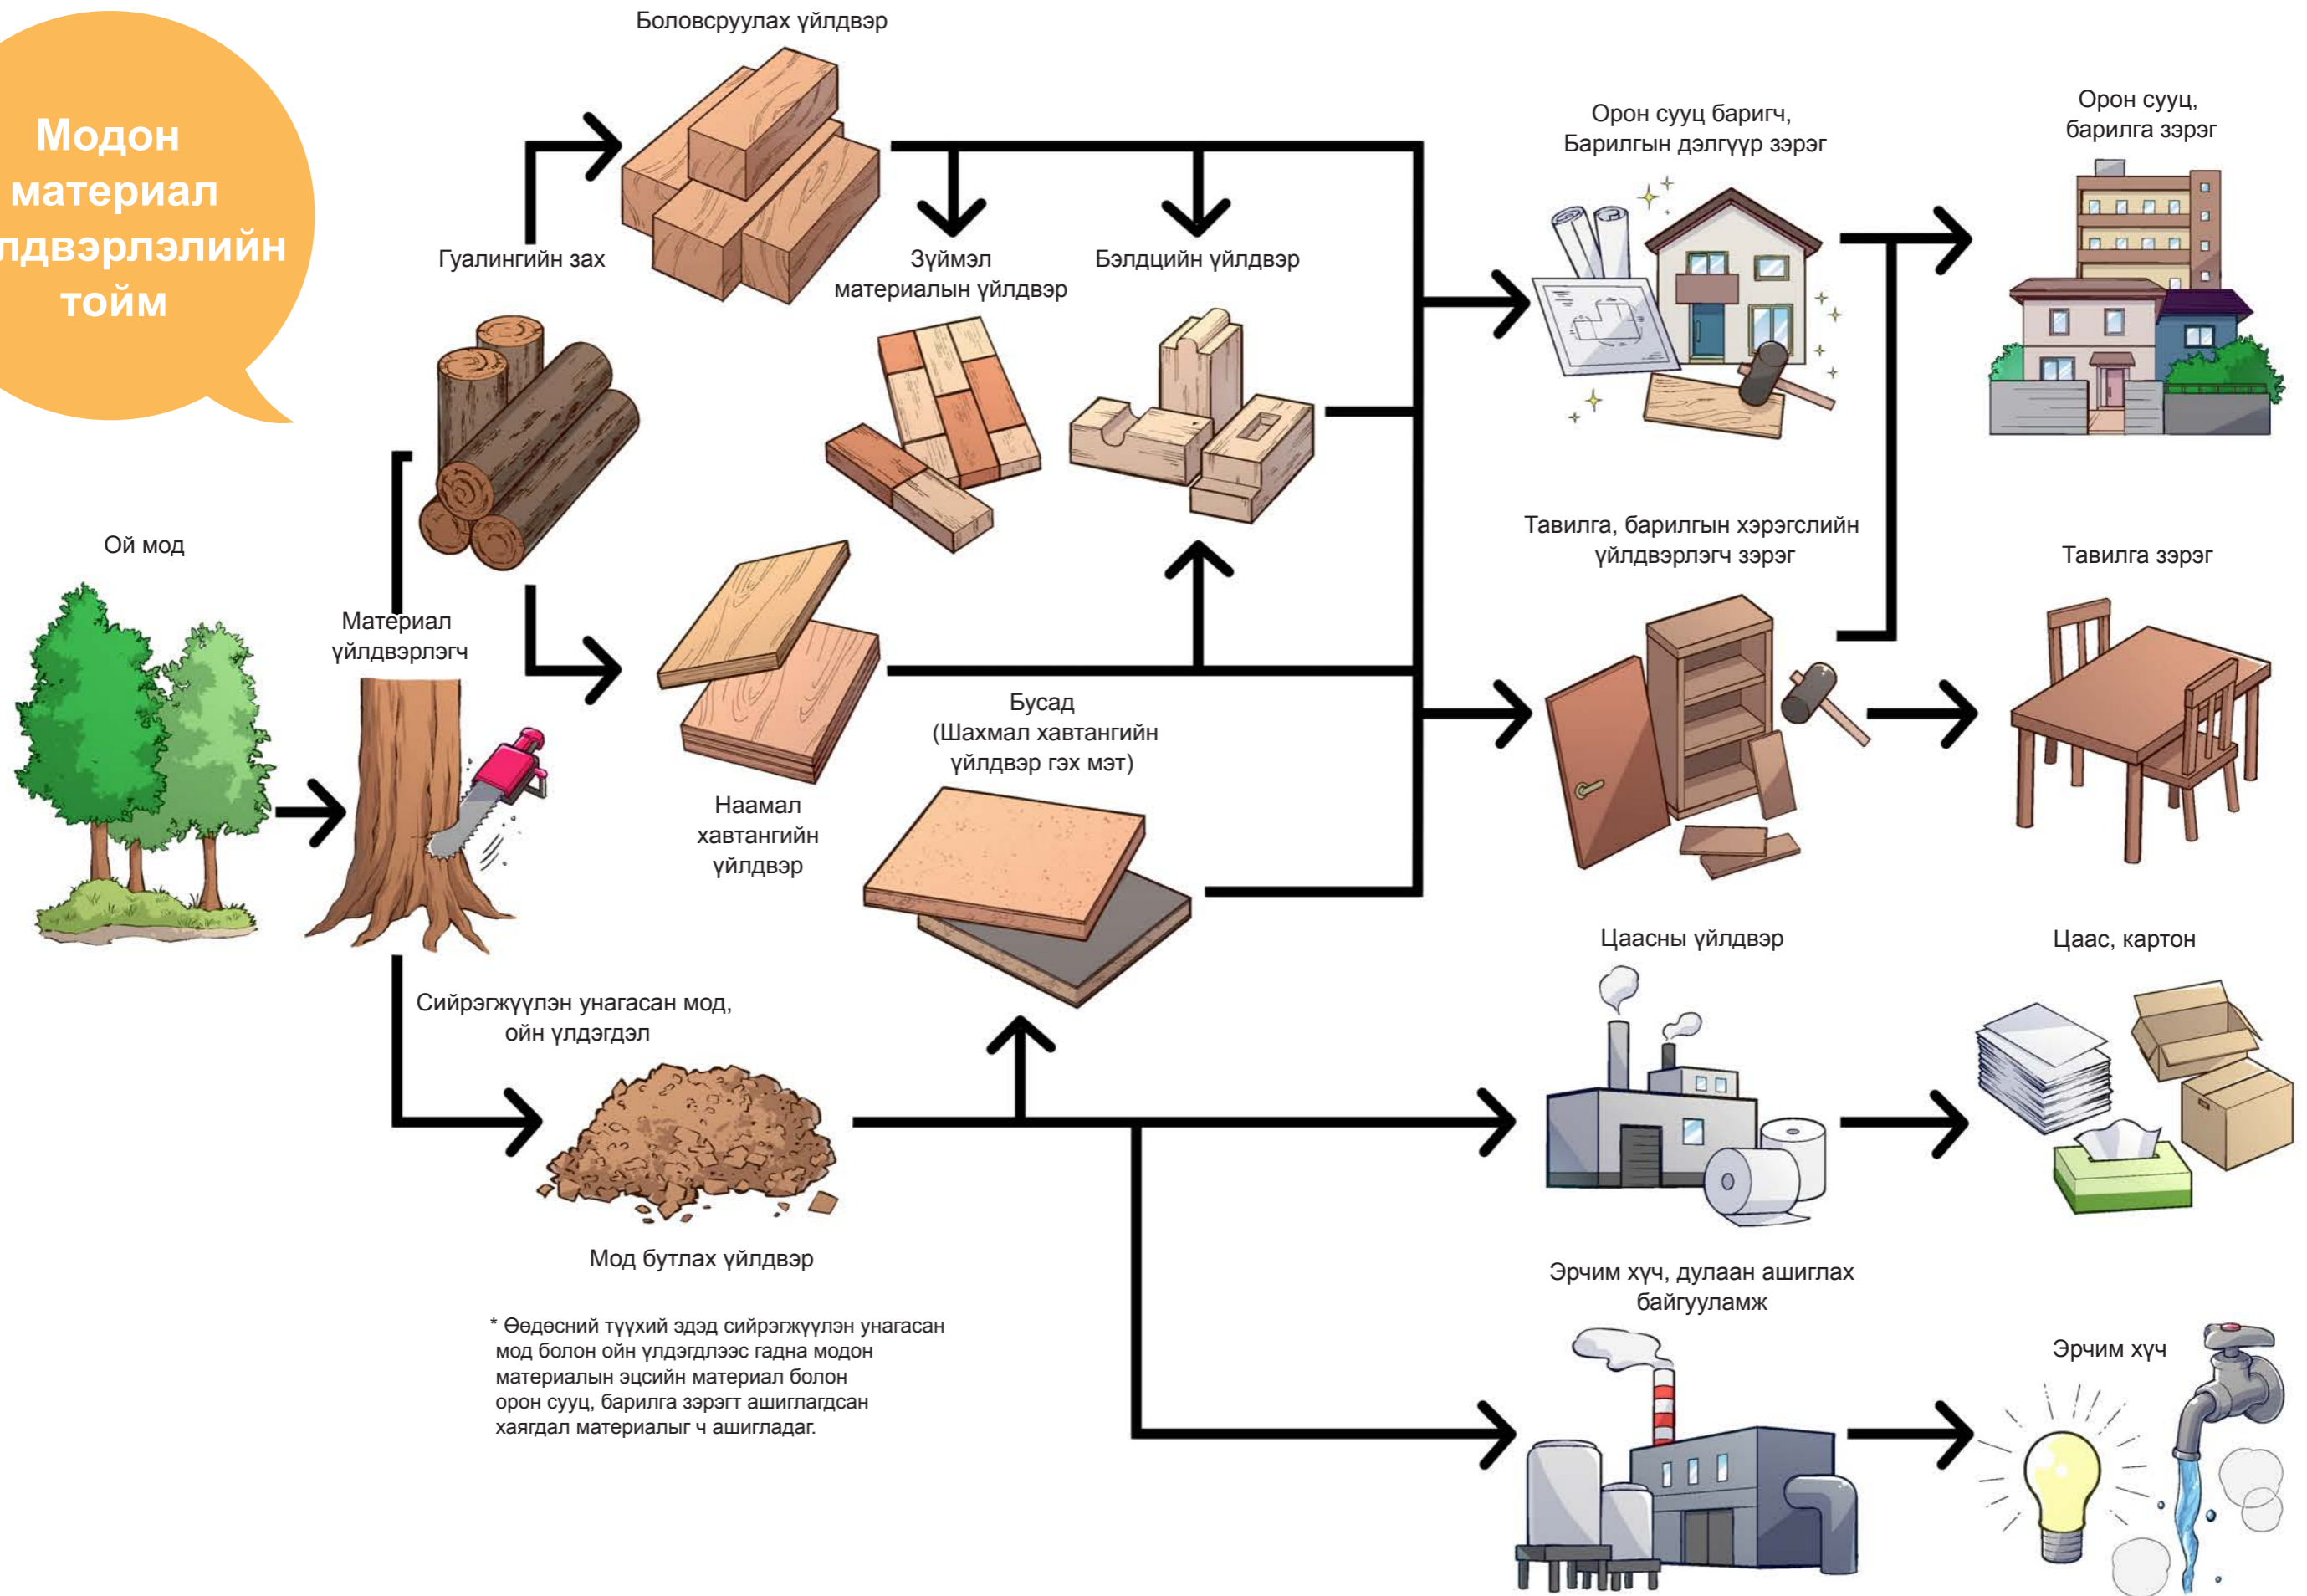 Модон
материал
лдвэрлэлийн
тойм
Боловсруулах үйлдвэр
Гуалингийн зах
Зүймэл
материалын үйлдвэр
Бэлдцийн үйлдвэр
Орон сууц баригч,
Барилгын дэлгүүр зэрэг
Орон сууц,
барилга зэрэг
Ой мод
Материал
үйлдвэрлэгч
Наамал
хавтангийн
үйлдвэр
Бусад
(Шахмал хавтангийн
үйлдвэр гэх мэт)
Тавилга, барилгын хэрэгслийн
үйлдвэрлэгч зэрэг
Тавилга зэрэг
Сийрэгжүүлэн унагасан мод,
ойн үлдэгдэл
Мод бутлах үйлдвэр
Цаасны үйлдвэр
Цаас, картон
Эрчим хүч, дулаан ашиглах
байгууламж
Эрчим хүч
* Өөдөсний түүхий эдэд сийрэгжүүлэн унагасан
мод болон ойн үлдэгдлээс гадна модон
материалын эцсийн материал болон
орон сууц, барилга зэрэгт ашиглагдсан
хаягдал материалыг ч ашигладаг.